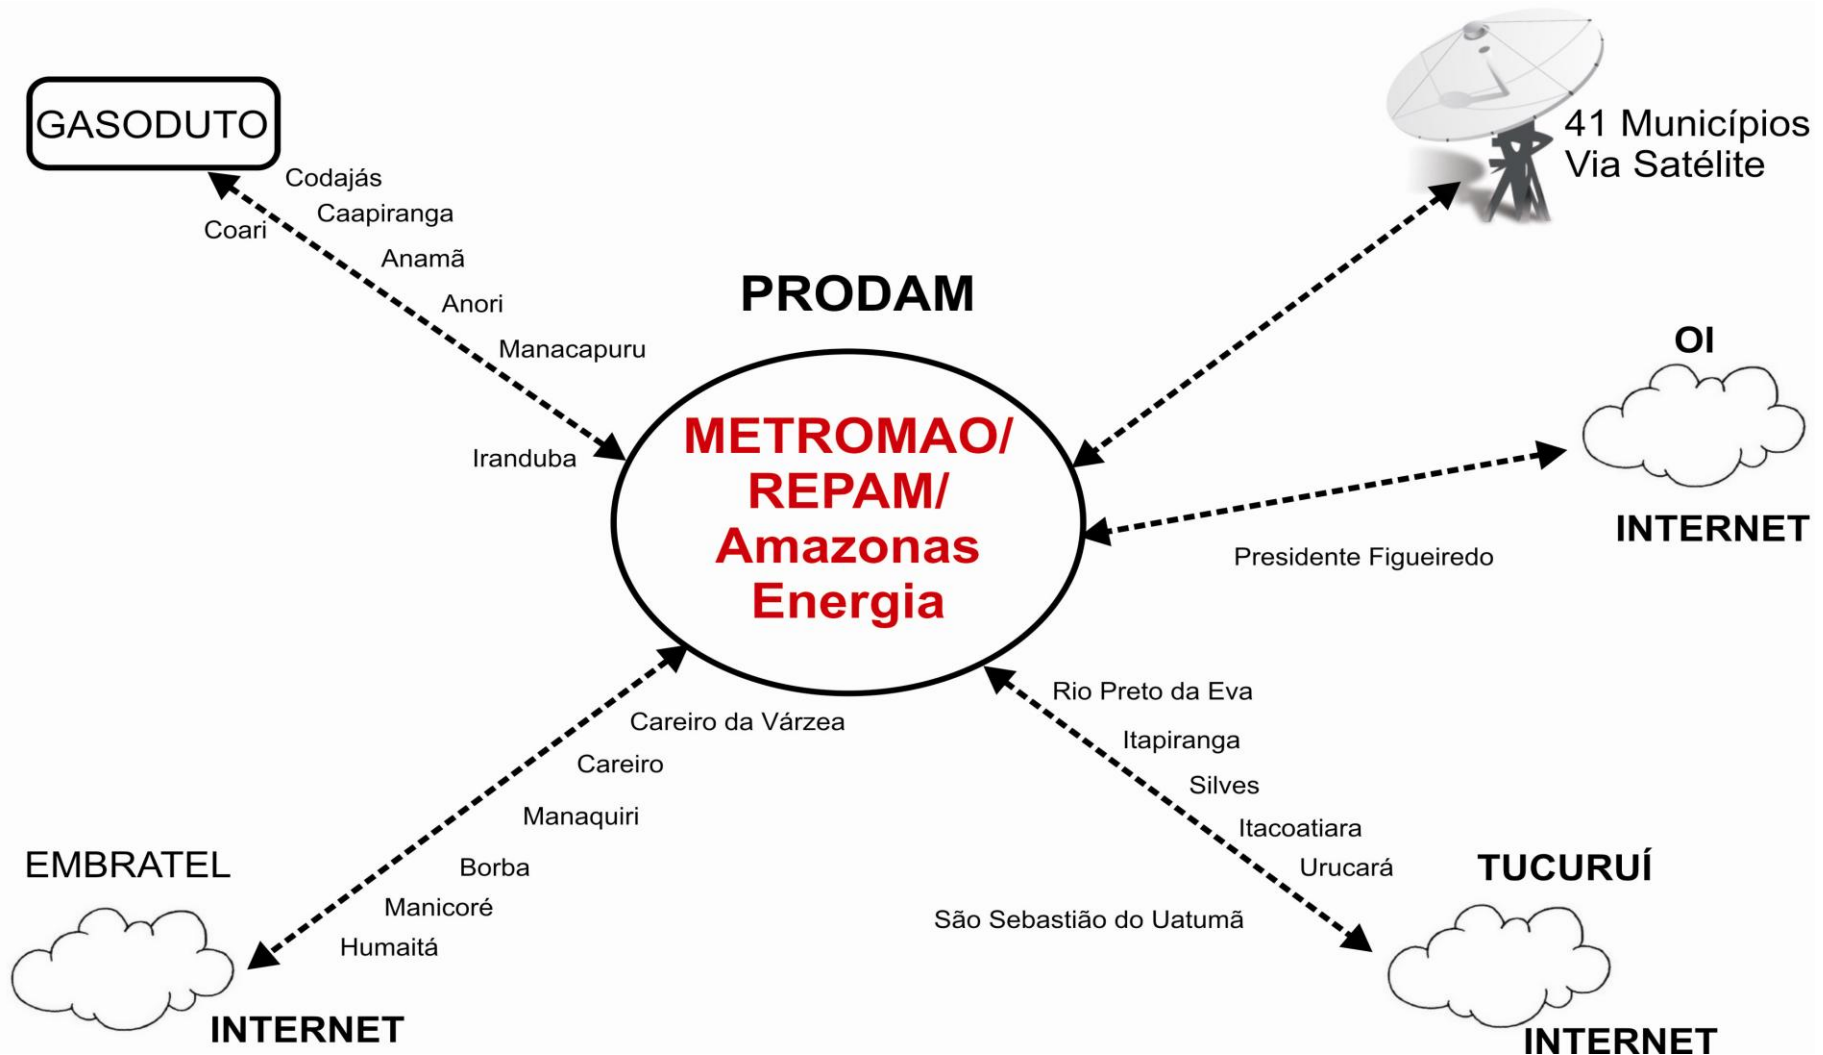 GASODUTO
Codajás
Caapiranga
Coari
Anamã
Anori
Manacapuru
Iranduba
41 Municípios
Via Satélite
PRODAM
METROMAO/
REPAM/
Amazonas
Energia
OI
INTERNET
Presidente Figueiredo
Careiro da Várzea
Careiro
Manaquiri
Borba
Manicoré
Humaitá
EMBRATEL
INTERNET
Rio Preto da Eva
Itapiranga
Silves
Itacoatiara
Urucará
São Sebastião do Uatumã
TUCURUÍ
INTERNET